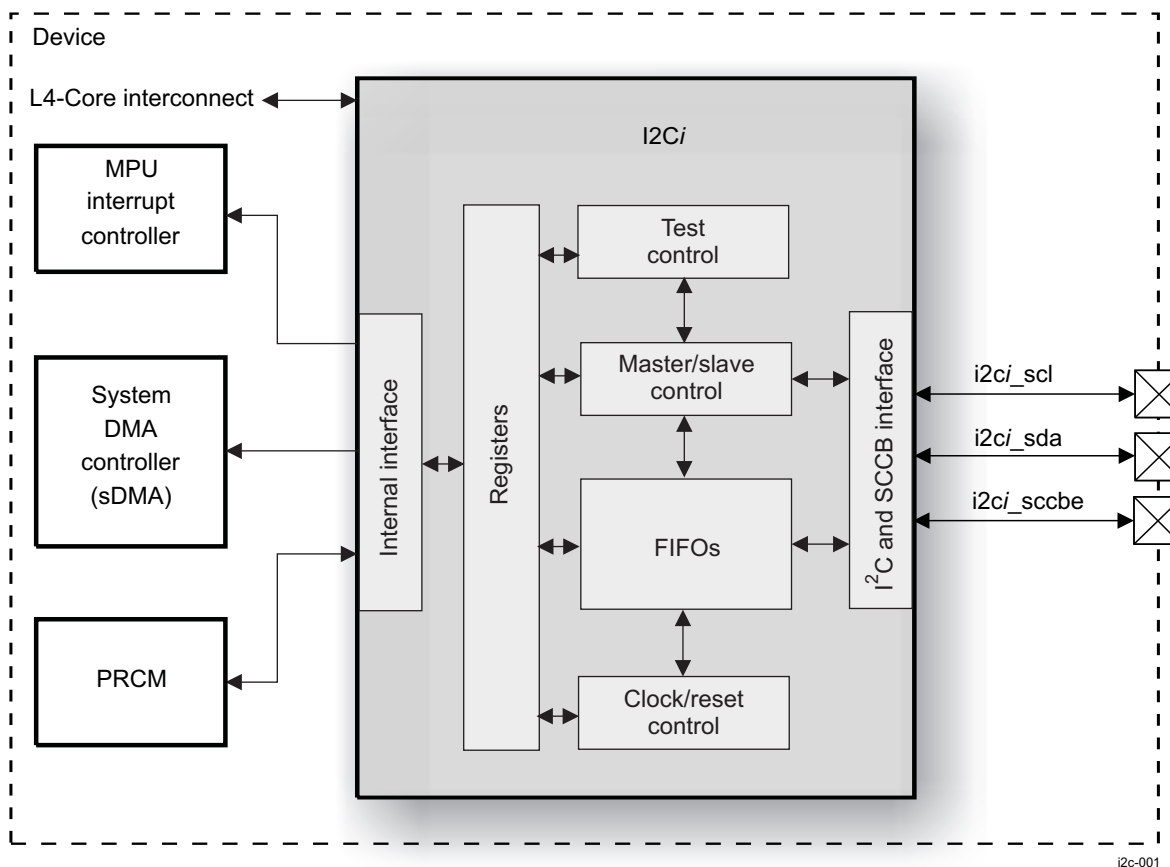 Device
L4-Core interconnect
MPU
interrupt
controller
System
DMA
controller
(sDMA)
PRCM
I2Ci
Internal interface
Registers
Test
control
Master/slave
control
FIFOs
Clock/reset
control
I²C and SCCB interface
i2ci_scl
i2ci_sda
i2ci_sccbe
i2c-001